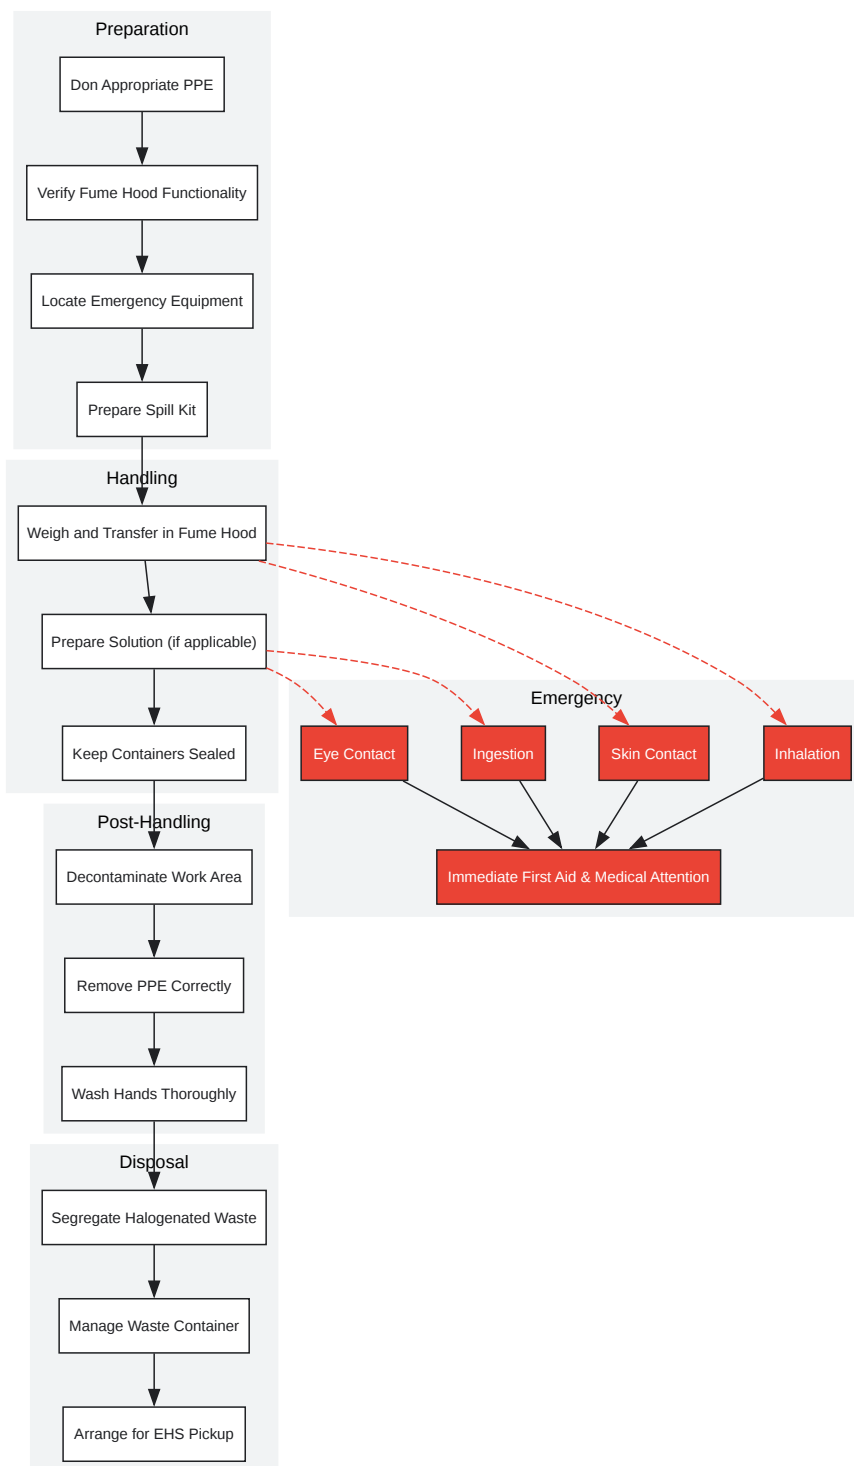 Preparation
Don Appropriate PPE
Verify Fume Hood Functionality
Locate Emergency Equipment
Prepare Spill Kit
Handling
Weigh and Transfer in Fume Hood
Prepare Solution (if applicable)
Keep Containers Sealed
Emergency
Eye Contact
Ingestion
Skin Contact
Inhalation
Immediate First Aid & Medical Attention
Post-Handling
Decontaminate Work Area
Remove PPE Correctly
Wash Hands Thoroughly
Disposal
Segregate Halogenated Waste
Manage Waste Container
Arrange for EHS Pickup